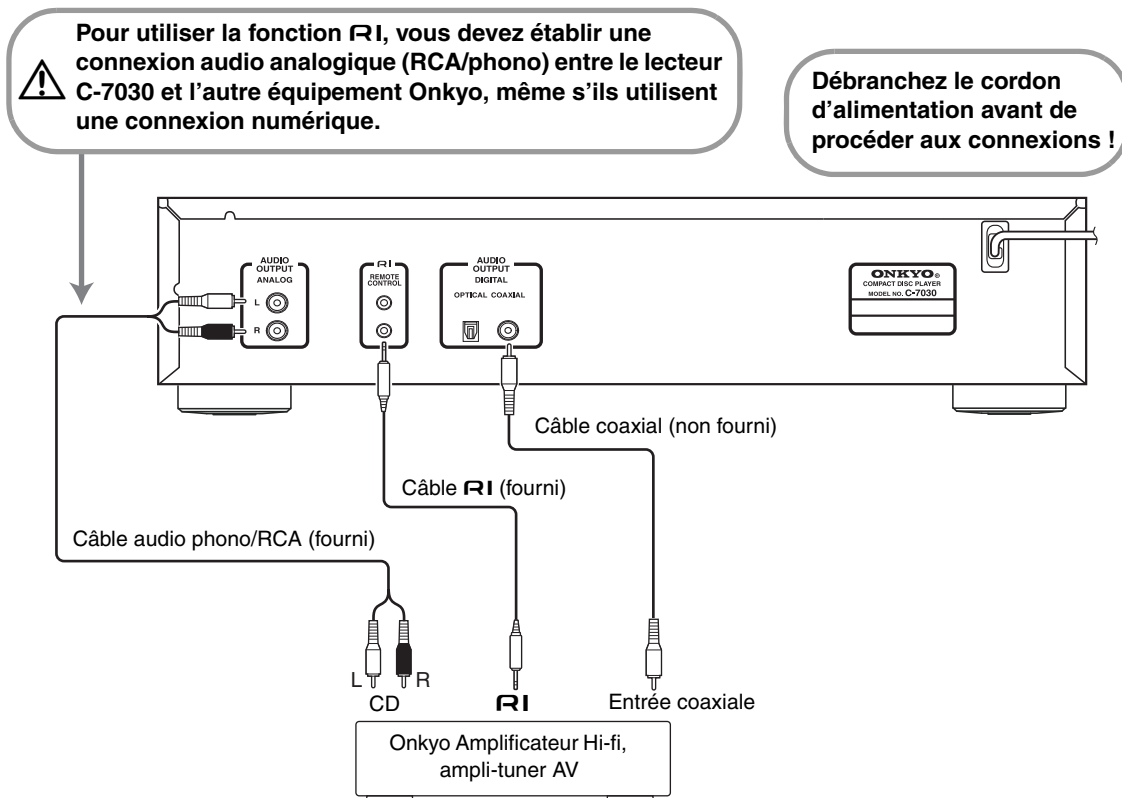 Pour utiliser la fonction RI, vous devez établir une
connexion audio analogique (RCA/phono) entre le lecteur
C-7030 et l'autre équipement Onkyo, même s'ils utilisent
une connexion numérique.
Débranchez le cordon
d'alimentation avant de
procéder aux connexions !
AUDIO
OUTPUT
ANALOG
L
R
RI
REMOTE
CONTROL
AUDIO
OUTPUT
DIGITAL
OPTICAL COAXIAL
ONKYO®
COMPACT DISC PLAYER
MODEL NO. C-7030
Câble coaxial (non fourni)
Câble RI (fourni)
Câble audio phono/RCA (fourni)
L R
CD
RI
Entrée coaxiale
Onkyo Amplificateur Hi-fi,
ampli-tuner AV